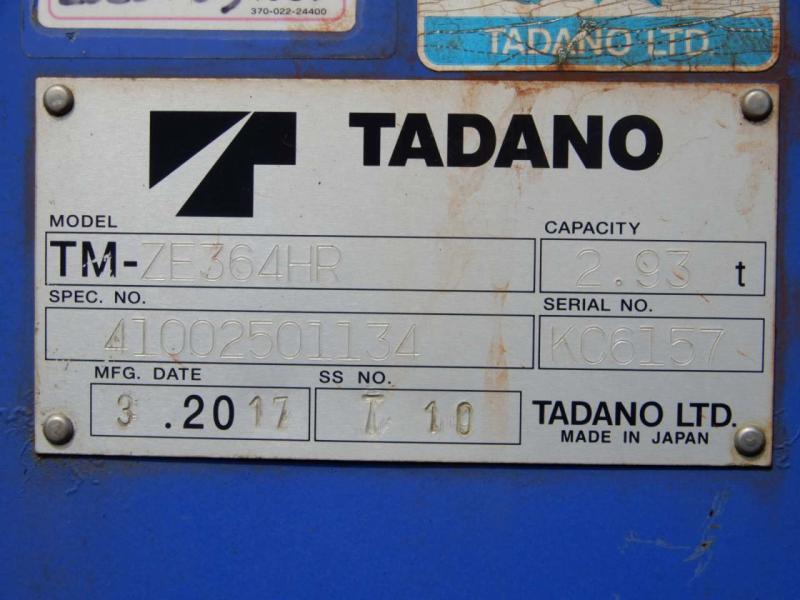 370-022-24400
TADANO LTD
TADANO
MODEL
TM-ZE364HR
CAPACITY
2.93 t
SPEC. NO.
41002501134
SERIAL NO.
KC6157
MFG. DATE
3 .2017
SS NO.
T 10
TADANO LTD.
MADE IN JAPAN